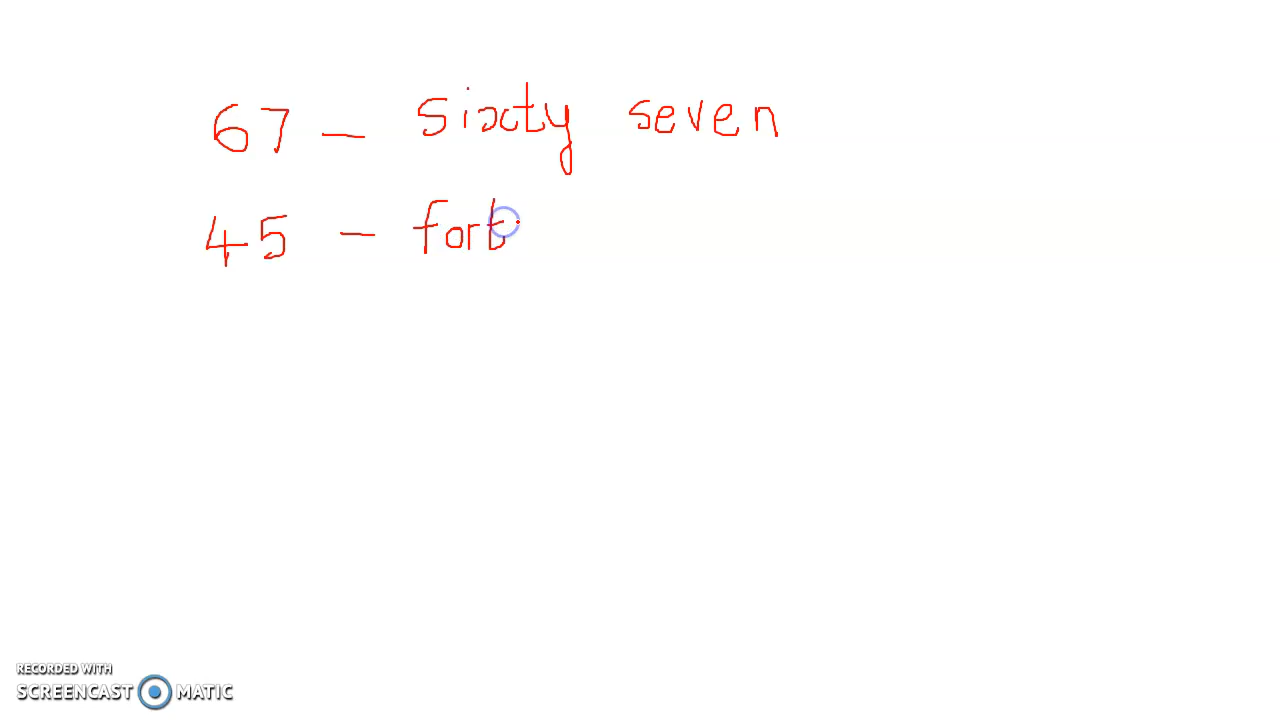 67 – sixty seven
45 – fort
RECORDED WITH
SCREENCAST MATIC